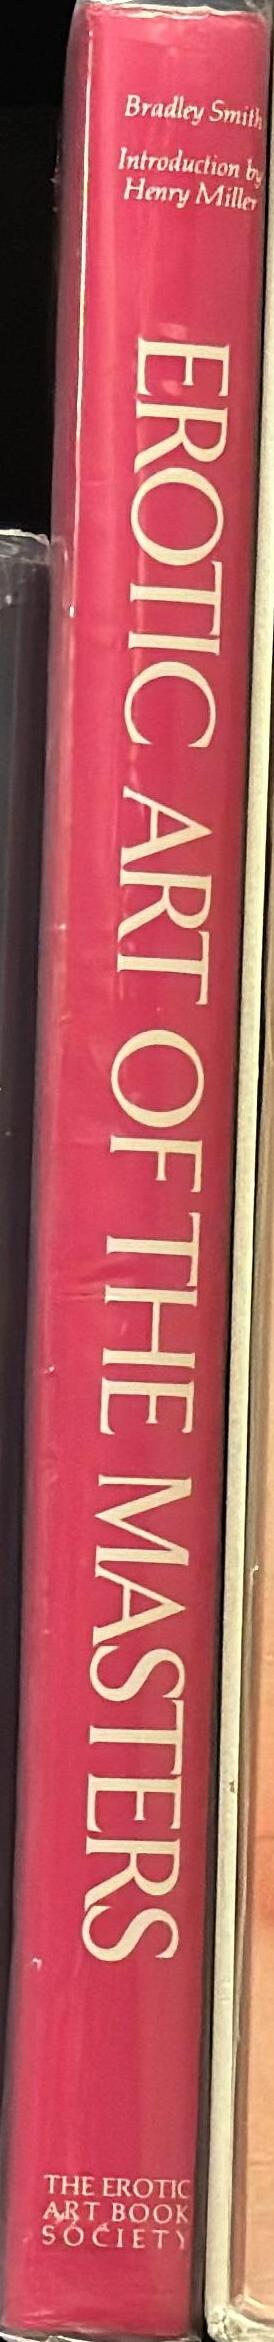 Bradley Smith
Introduction by
Henry Miller
EROTIC ART OF THE MASTERS
THE EROTIC
ART BOOK
SOCIETY